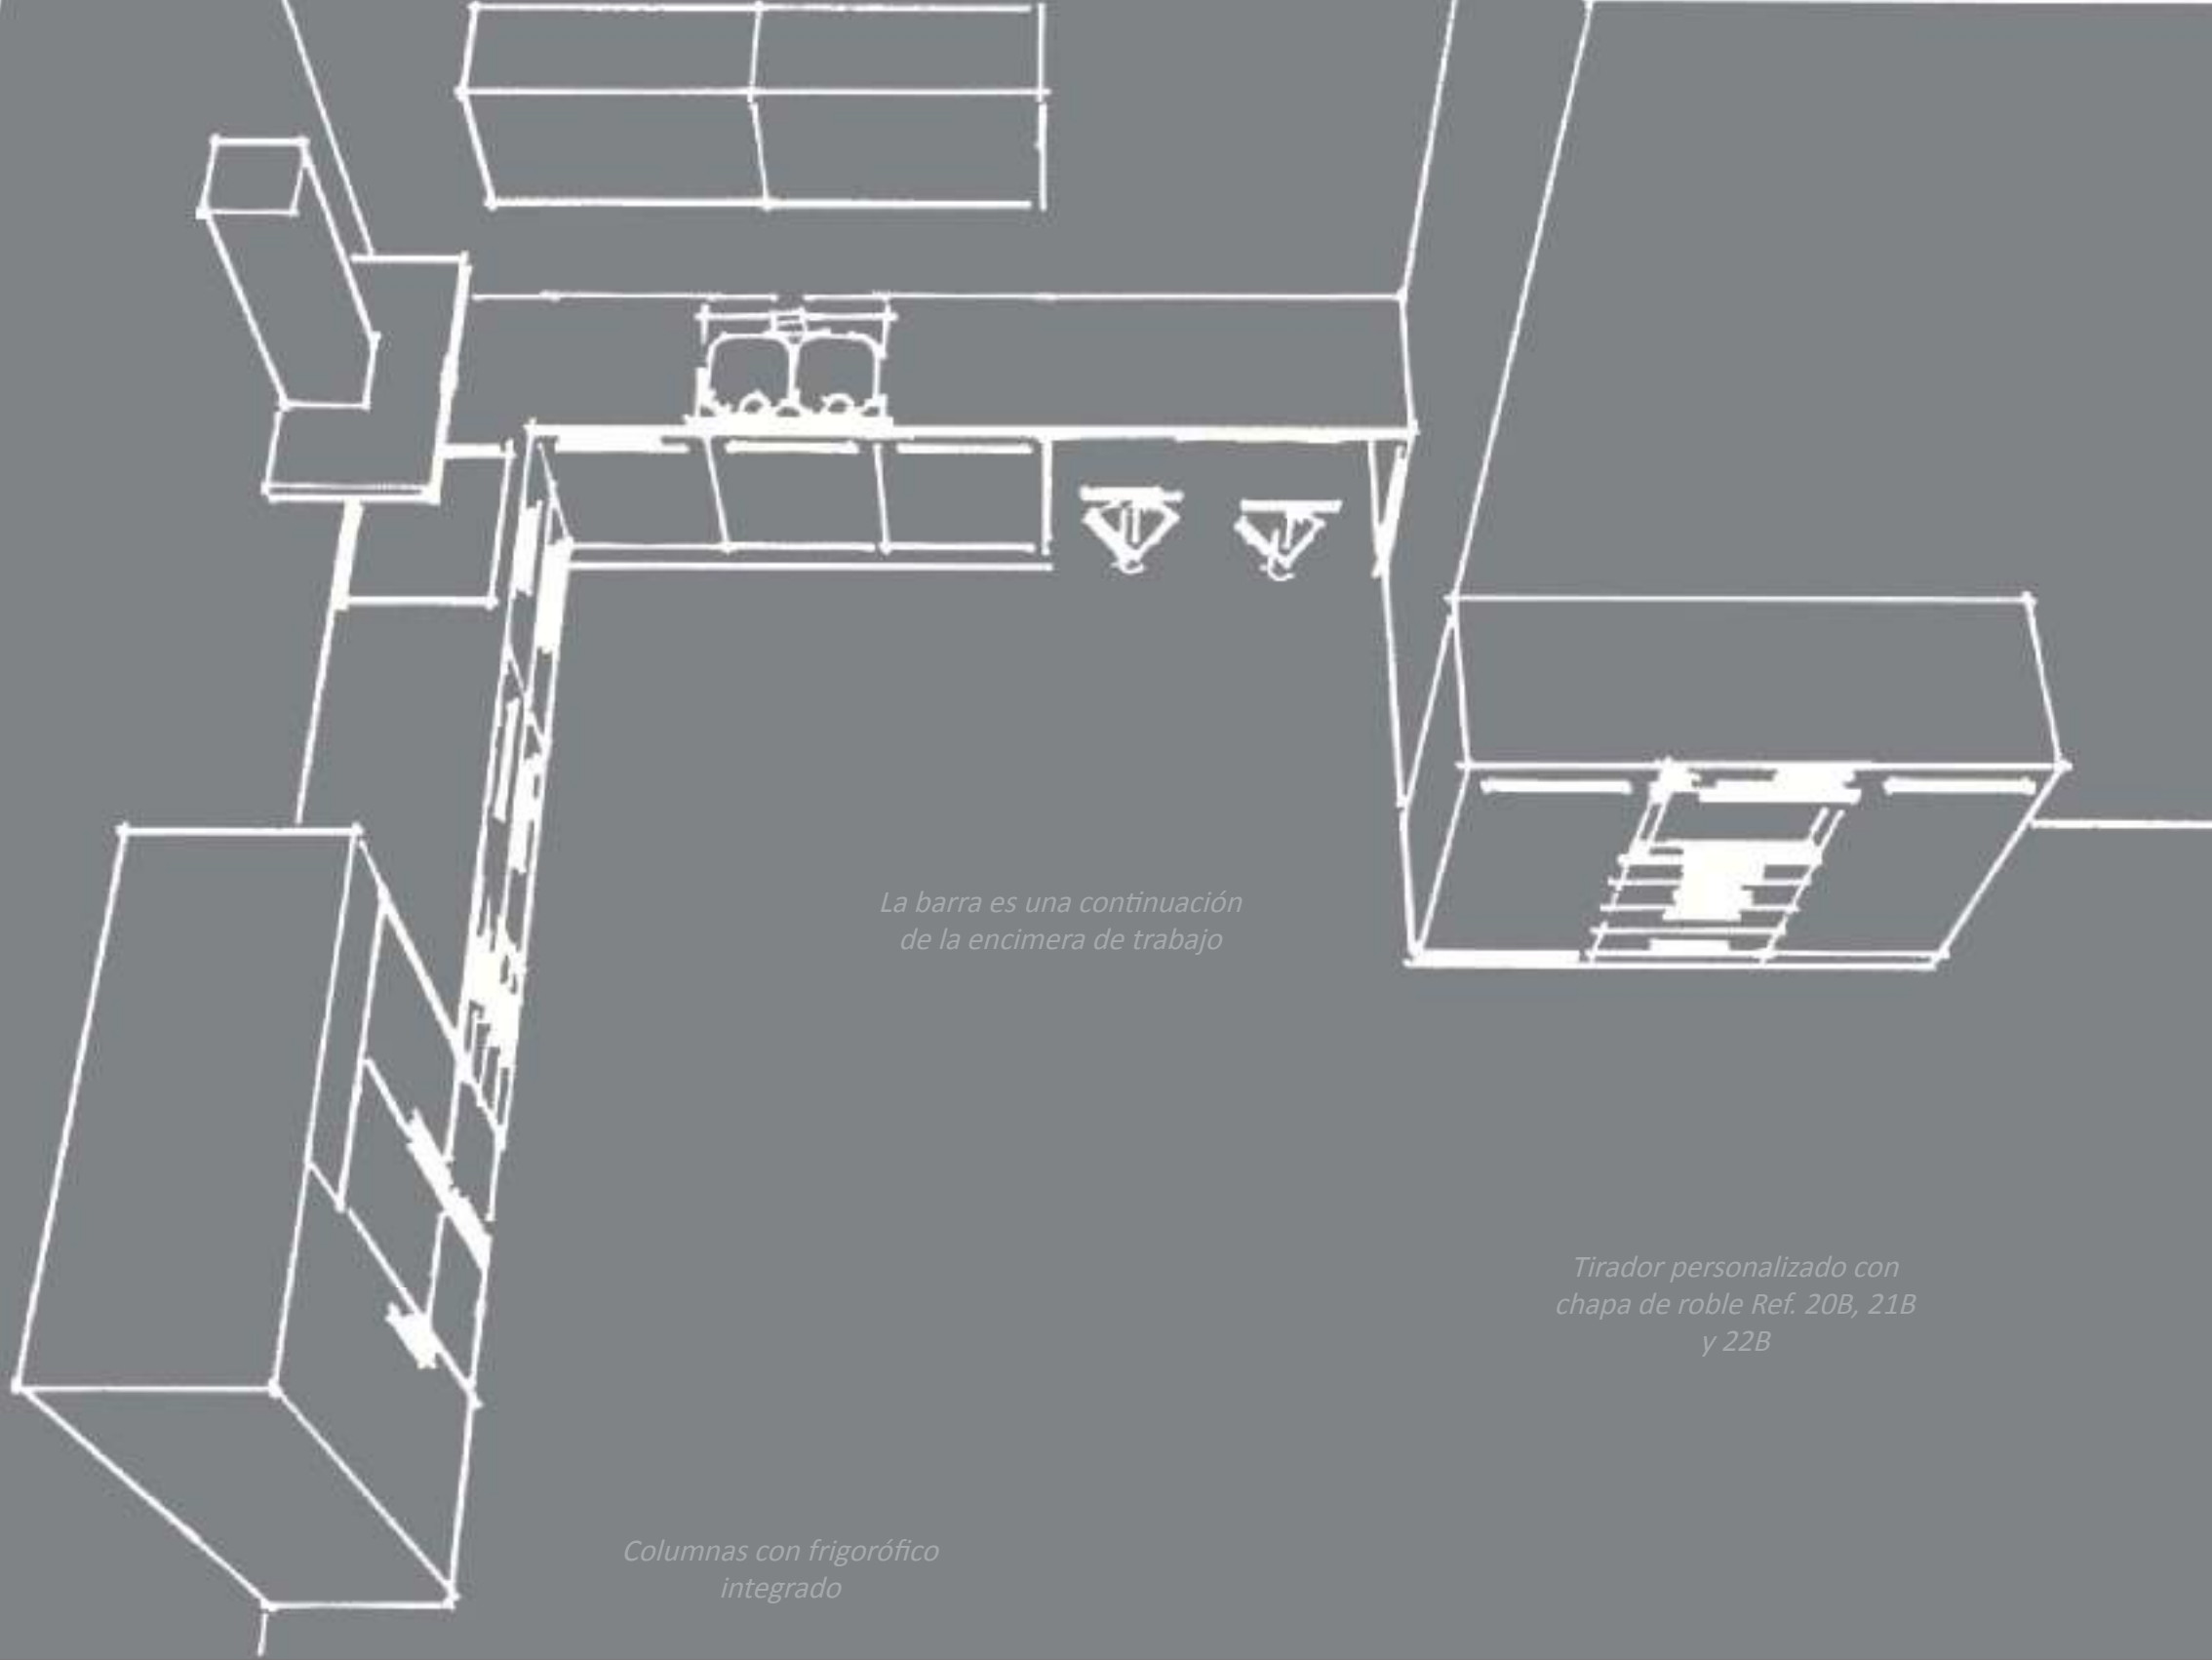 La barra es una continuación
de la encimera de trabajo
Tirador personalizado con
chapa de roble Ref. 20B, 21B
y 22B
Columnas con frigorófico
integrado